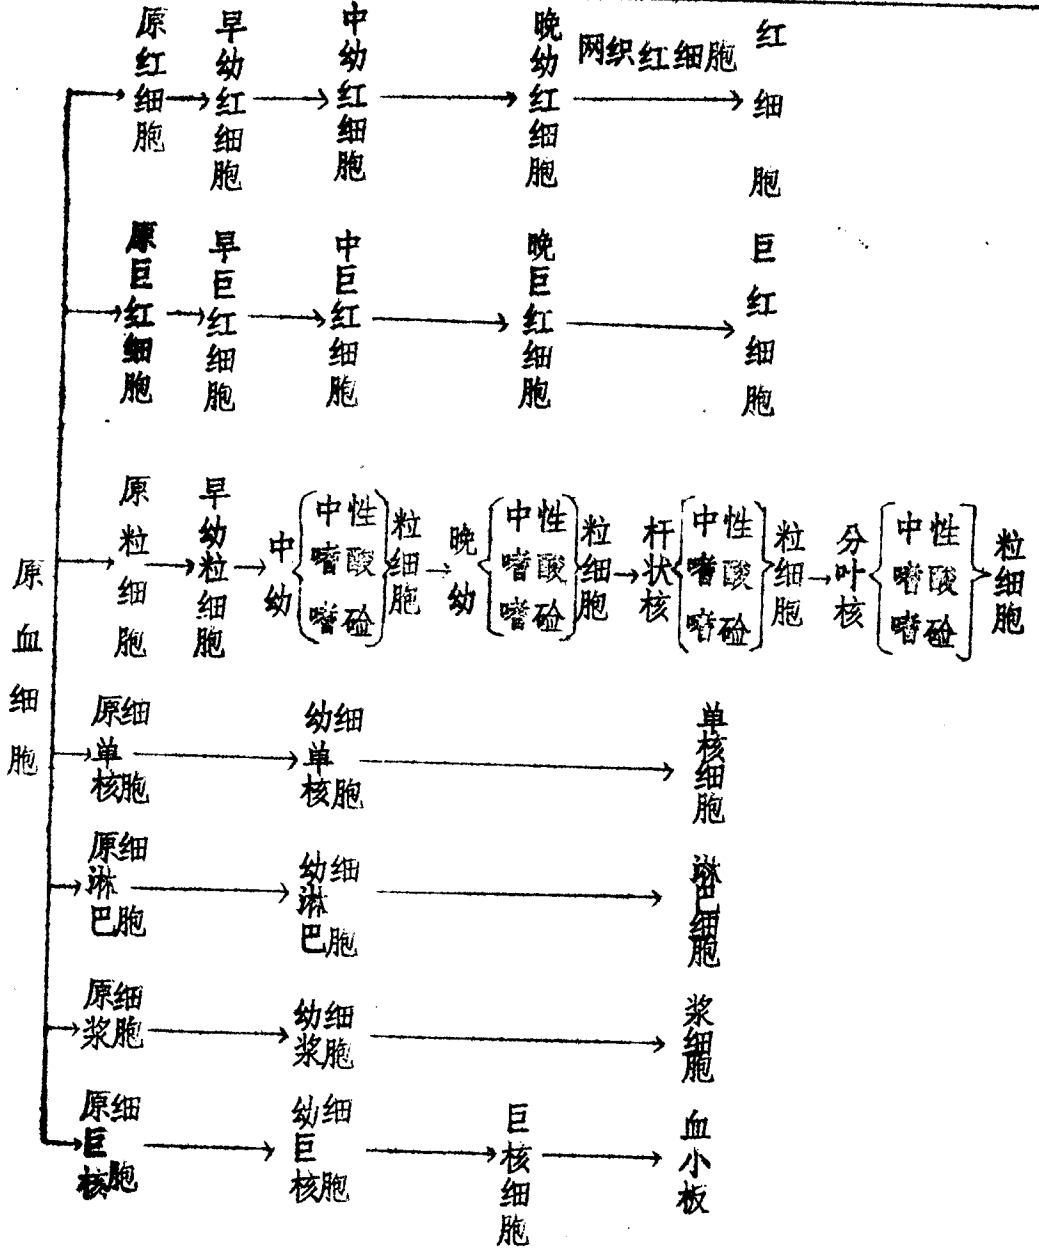 原血细胞
原红细胞
早幼红细胞
中幼红细胞
晚幼红细胞
网织红细胞
红细胞
原巨红细胞
早巨红细胞
中巨红细胞
晚巨红细胞
巨红细胞
原粒细胞
早幼粒细胞
中幼
中性
嗜酸
嗜硷
粒细胞
晚幼
中性
嗜酸
嗜硷
粒细胞
杆状核
中性
嗜酸
嗜硷
粒细胞
分叶核
中性
嗜酸
嗜硷
粒细胞
原单核细胞
幼单核细胞
单核细胞
原淋巴细胞
幼淋巴细胞
淋巴细胞
原浆细胞
幼浆细胞
浆细胞
原巨核细胞
幼巨核细胞
巨核细胞
血小板